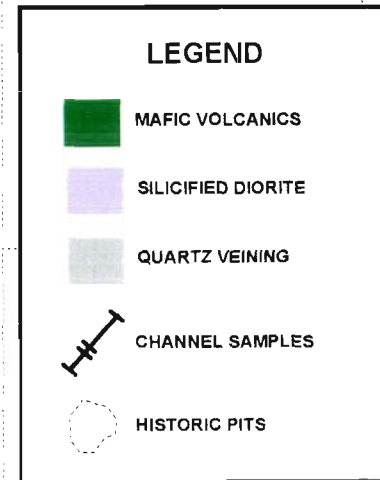 LEGEND
MAFIC VOLCANICS
SILICIFIED DIORITE
QUARTZ VEINING
CHANNEL SAMPLES
HISTORIC PITS